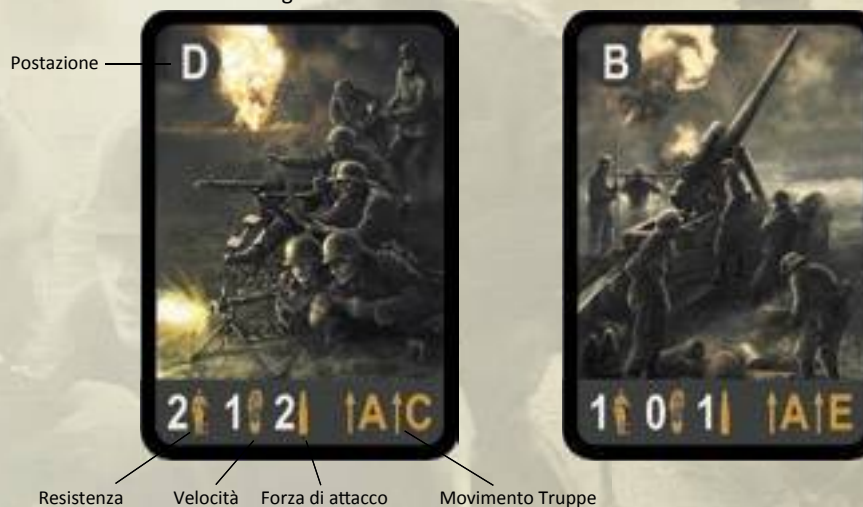 Postazione
D
B
2 1 2 ↑A↑C
1 0 1 ↑A↑E
Resistenza Velocità Forza di attacco Movimento Truppe